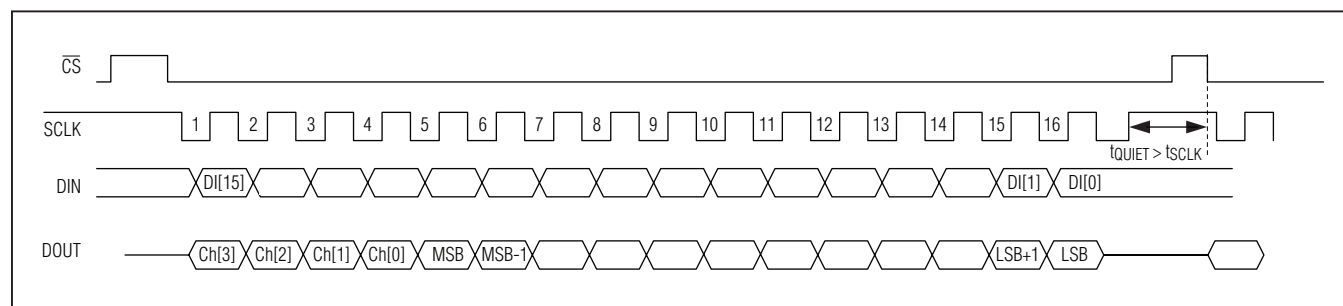 CS
SCLK 1 2 3 4 5 6 7 8 9 10 11 12 13 14 15 16
tQUIET > tSCLK
DIN DI[15] DI[1] DI[0]
DOUT Ch[3] Ch[2] Ch[1] Ch[0] MSB MSB-1 LSB+1 LSB